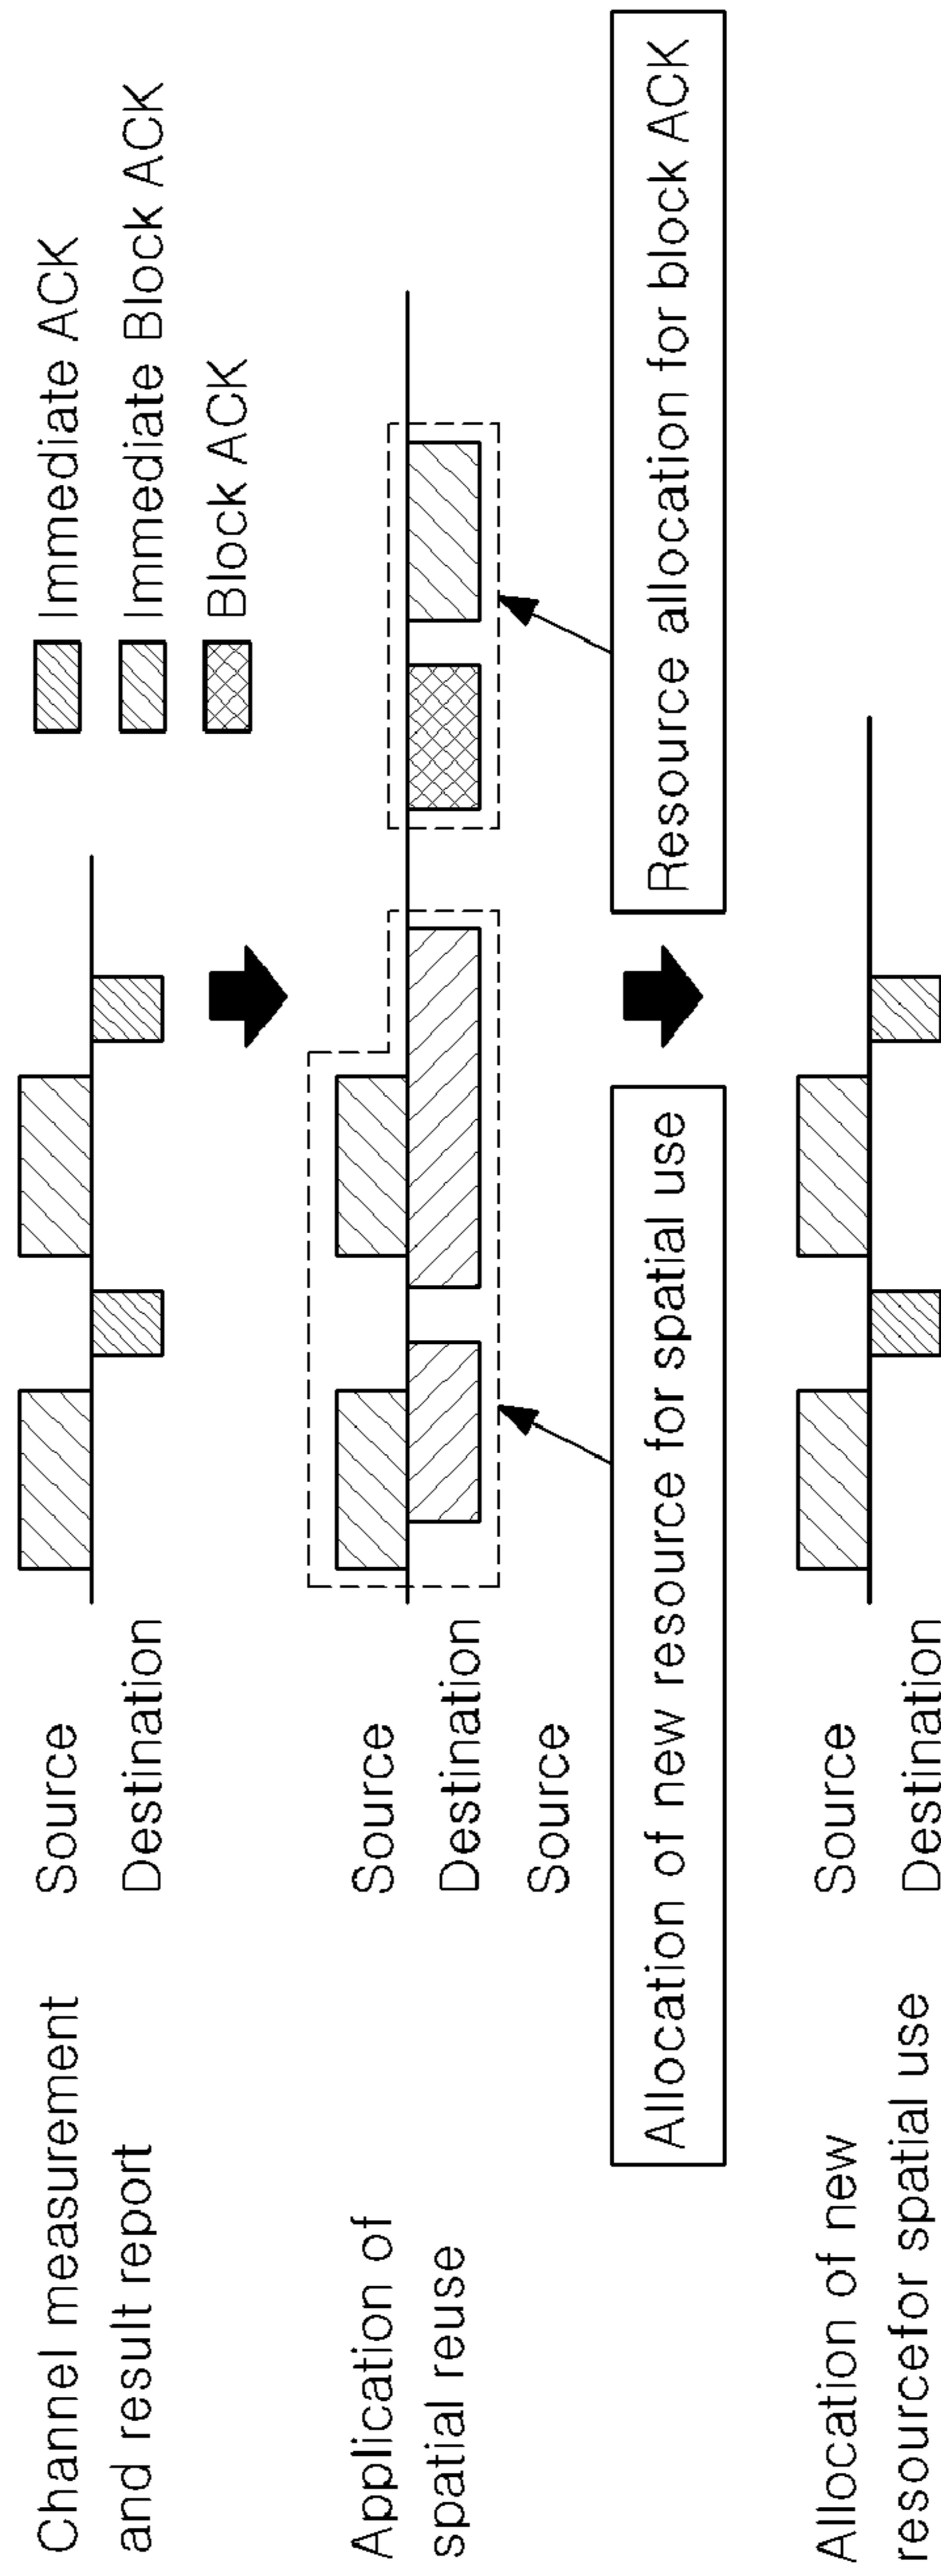 Channel measurement
and result report
Source
Destination
Immediate ACK
Immediate Block ACK
Block ACK
Application of
spatial reuse
Source
Destination
Source
Allocation of new resource for spatial use
Resource allocation for block ACK
Allocation of new
resourcefor spatial use
Source
Destination